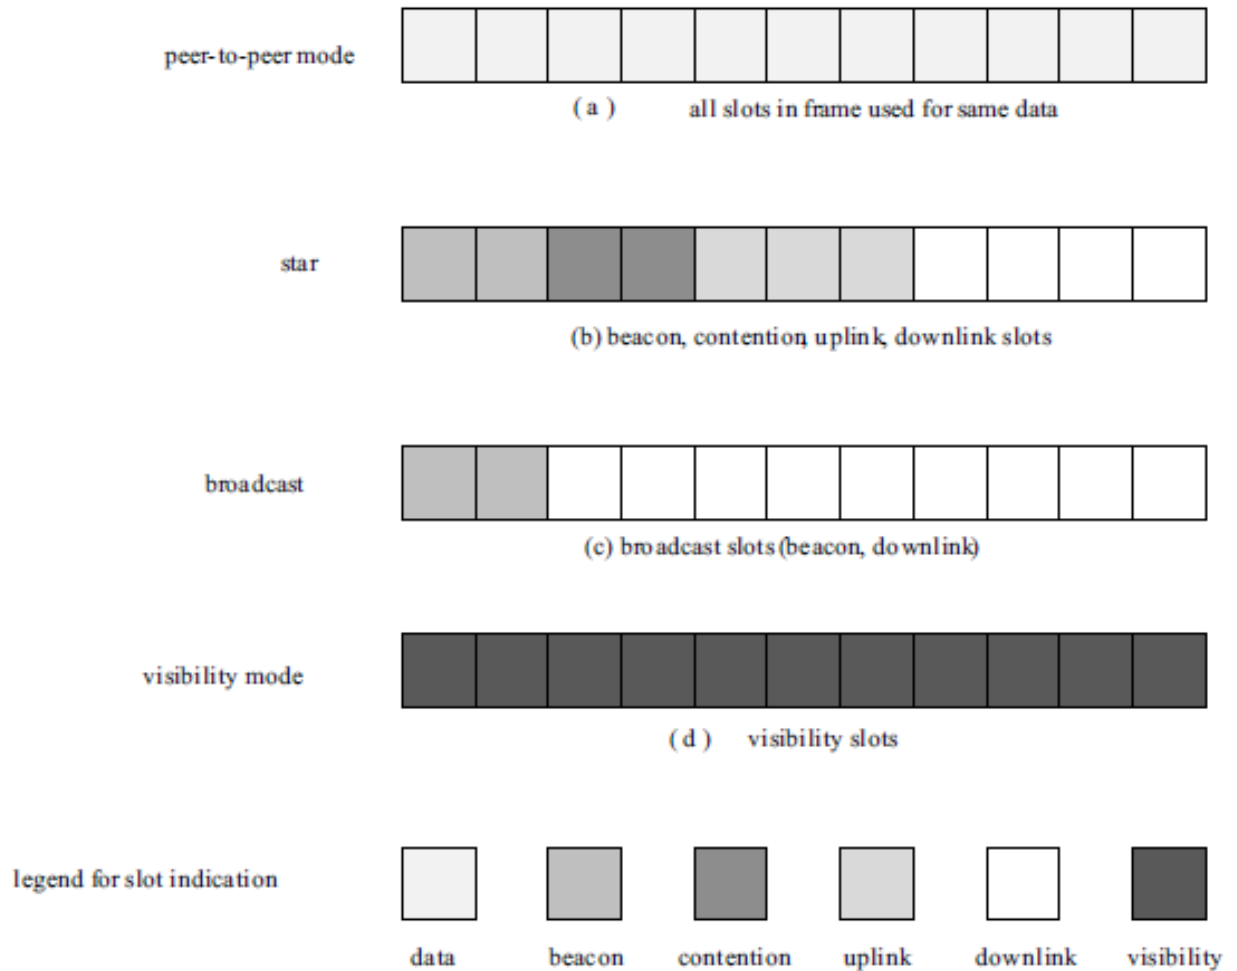 peer-to-peer mode
(a) all slots in frame used for same data
star
(b) beacon, contention, uplink, downlink slots
broadcast
(c) broadcast slots (beacon, downlink)
visibility mode
(d) visibility slots
legend for slot indication
data beacon contention uplink downlink visibility